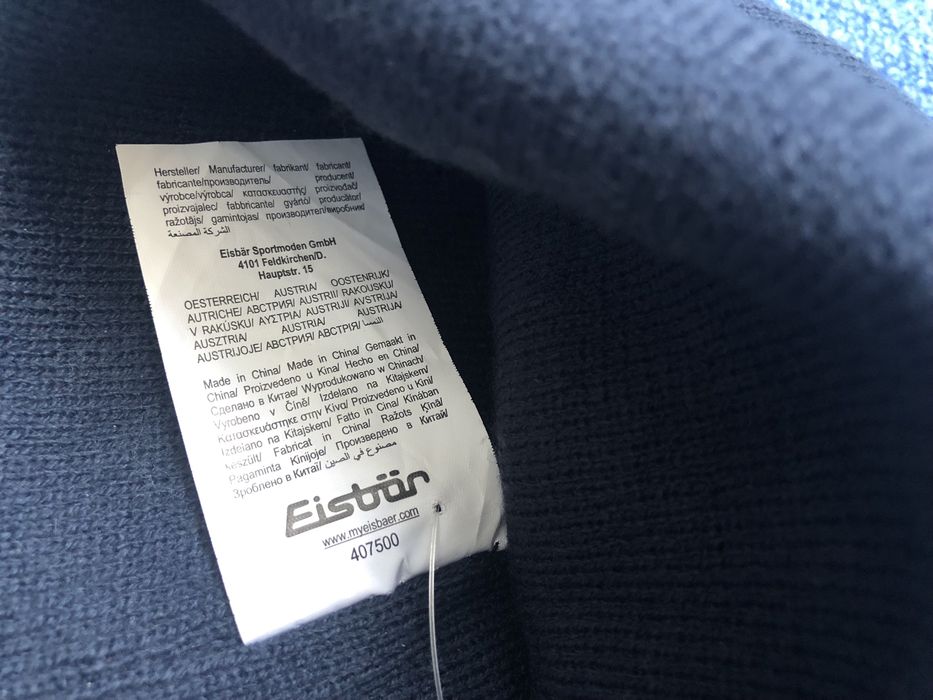 Hersteller/ Manufacturer/ fabrikant/ fabricant/
fabricante/производитель/ producent/
výrobce/výrobca/ κατασκευαστής/ proizvođač/
proizvajalec/ fabbricante/ gyártó/ producător/
ražotājs/ gamintojas/ производител/виробник/
الشركة المصنعة
Eisbär Sportmoden GmbH
4101 Feldkirchen/D.
Hauptstr. 15
OESTERREICH/ AUSTRIA/ OOSTENRIJK/
AUTRICHE/ АВСТРИЯ/ AUSTRII/ RAKOUSKU/
V RAKÚSKU/ ΑΥΣΤΡΙΑ/ AUSTRIJI/ AVSTRIJA/
AUSZTRIA/ AUSTRIA/ AUSTRIJA/
AUSTRIJOJE/ АВСТРИЯ/ АВСТРІЯ/ النمسا
Made in China/ Made in China/ Gemaakt in
China/ Proizvedeno u Kina/ Hecho en China/
Сделано в Китае/ Wyprodukowano w Chinach/
Vyrobeno v Číně/ Izdelano na Kitajskem/
Κατασκευάστηκε στην Κίνα/ Proizvedeno u Kini/
Izdelano na Kitajskem/ Fatto in Cina/ Kínában
készült/ Fabricat in China/ Ražots Ķīnā/
Pagaminta Kinijoje/ Произведено в Китай/
Зроблено в Китаї/ مصنوع في الصين
Eisbär
www.myeisbaer.com
407500